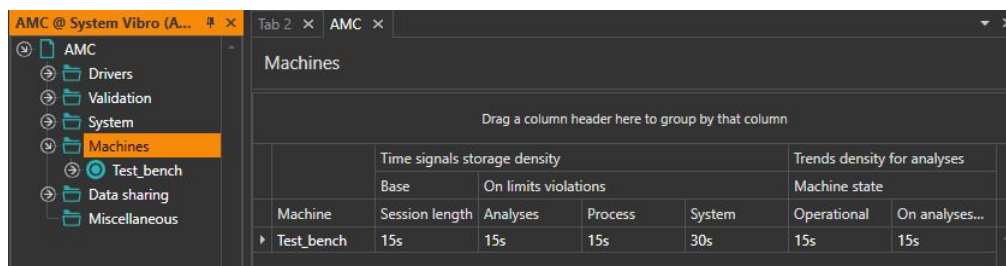 AMC @ System Vibro (A...
AMC
Drivers
Validation
System
Machines
Test_bench
Data sharing
Miscellaneous
Tab 2 AMC
Machines
Drag a column header here to group by that column
Time signals storage density Trends density for analyses
Base On limits violations Machine state
Machine Session length Analyses Process System Operational On analyses...
Test_bench 15s 15s 15s 30s 15s 15s